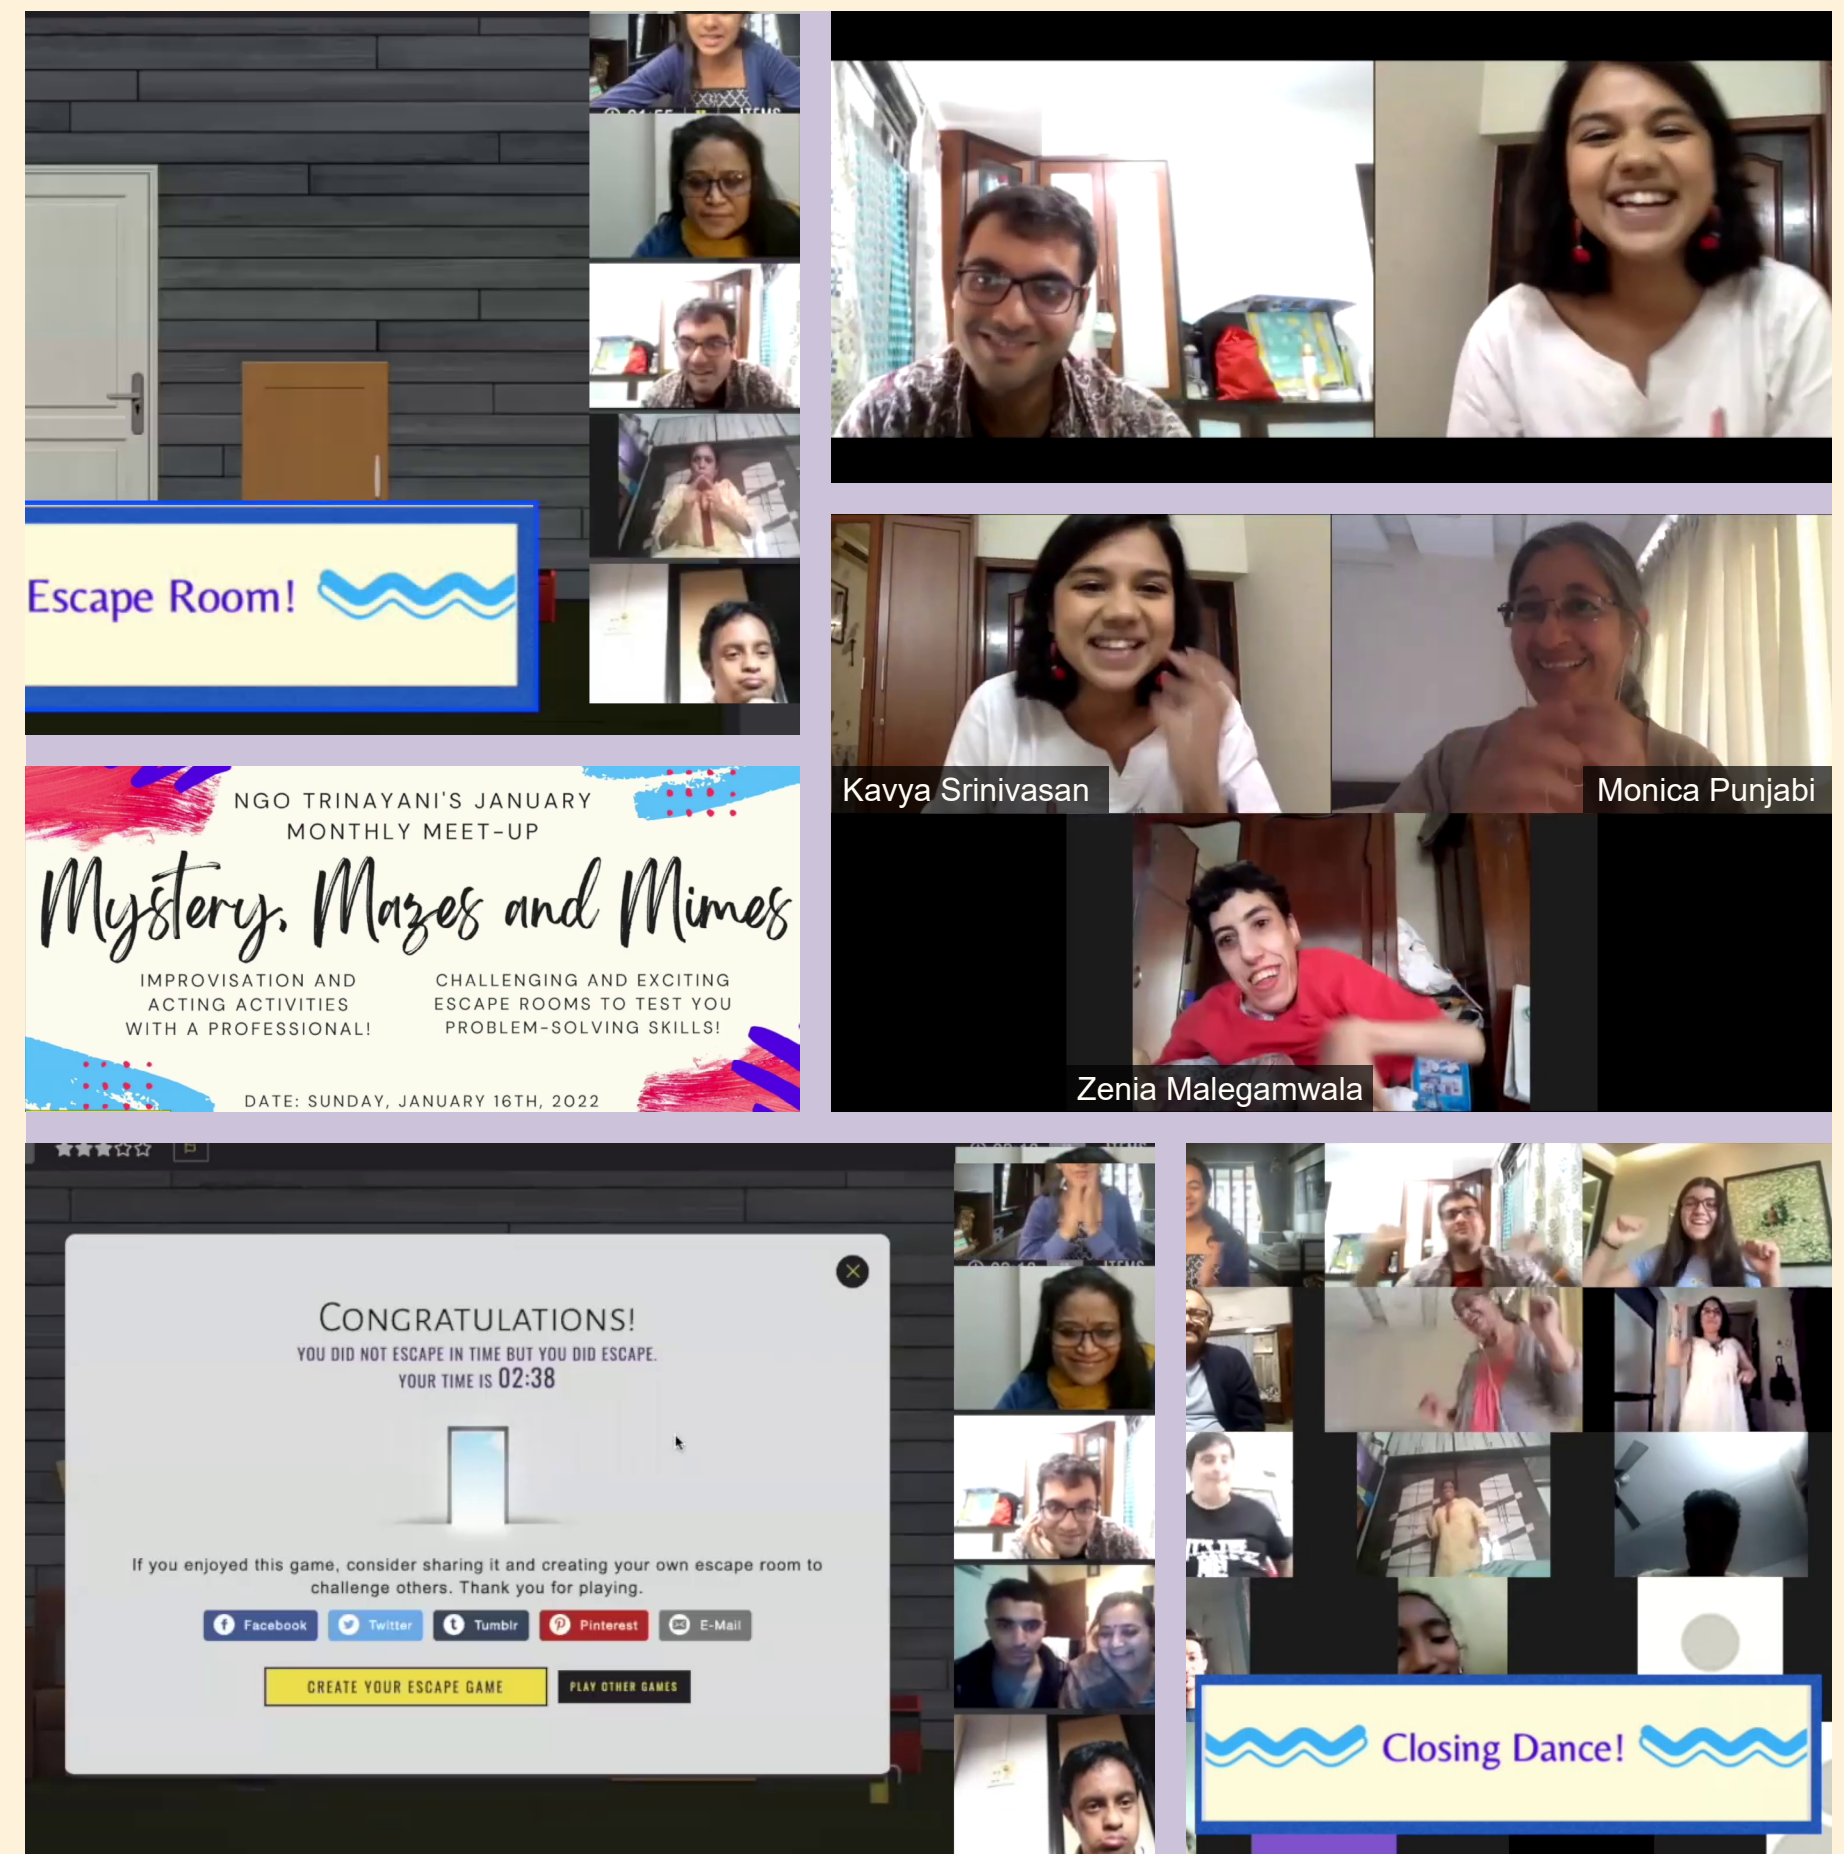 ITEMS
Escape Room!
NGO TRINAYANI'S JANUARY
MONTHLY MEET-UP
Mystery, Mazes and Mimes
IMPROVISATION AND
ACTING ACTIVITIES
WITH A PROFESSIONAL!
CHALLENGING AND EXCITING
ESCAPE ROOMS TO TEST YOU
PROBLEM-SOLVING SKILLS!
DATE: SUNDAY, JANUARY 16TH, 2022
Kavya Srinivasan
Monica Punjabi
Zenia Malegamwala
CONGRATULATIONS!
YOU DID NOT ESCAPE IN TIME BUT YOU DID ESCAPE.
YOUR TIME IS 02:38
If you enjoyed this game, consider sharing it and creating your own escape room to
challenge others. Thank you for playing.
Facebook
Twitter
Tumblr
Pinterest
E-Mail
CREATE YOUR ESCAPE GAME
PLAY OTHER GAMES
Closing Dance!